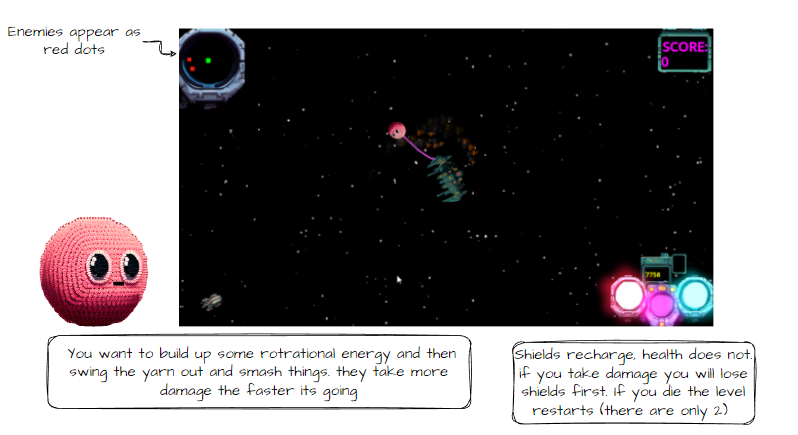 Enemies appear as
red dots
SCORE:
0
7750
You want to build up some rotrational energy and then
swing the yarn out and smash things. they take more
damage the faster its going
Shields recharge, health does not.
if you take damage you will lose
shields first. If you die the level
restarts (there are only 2)